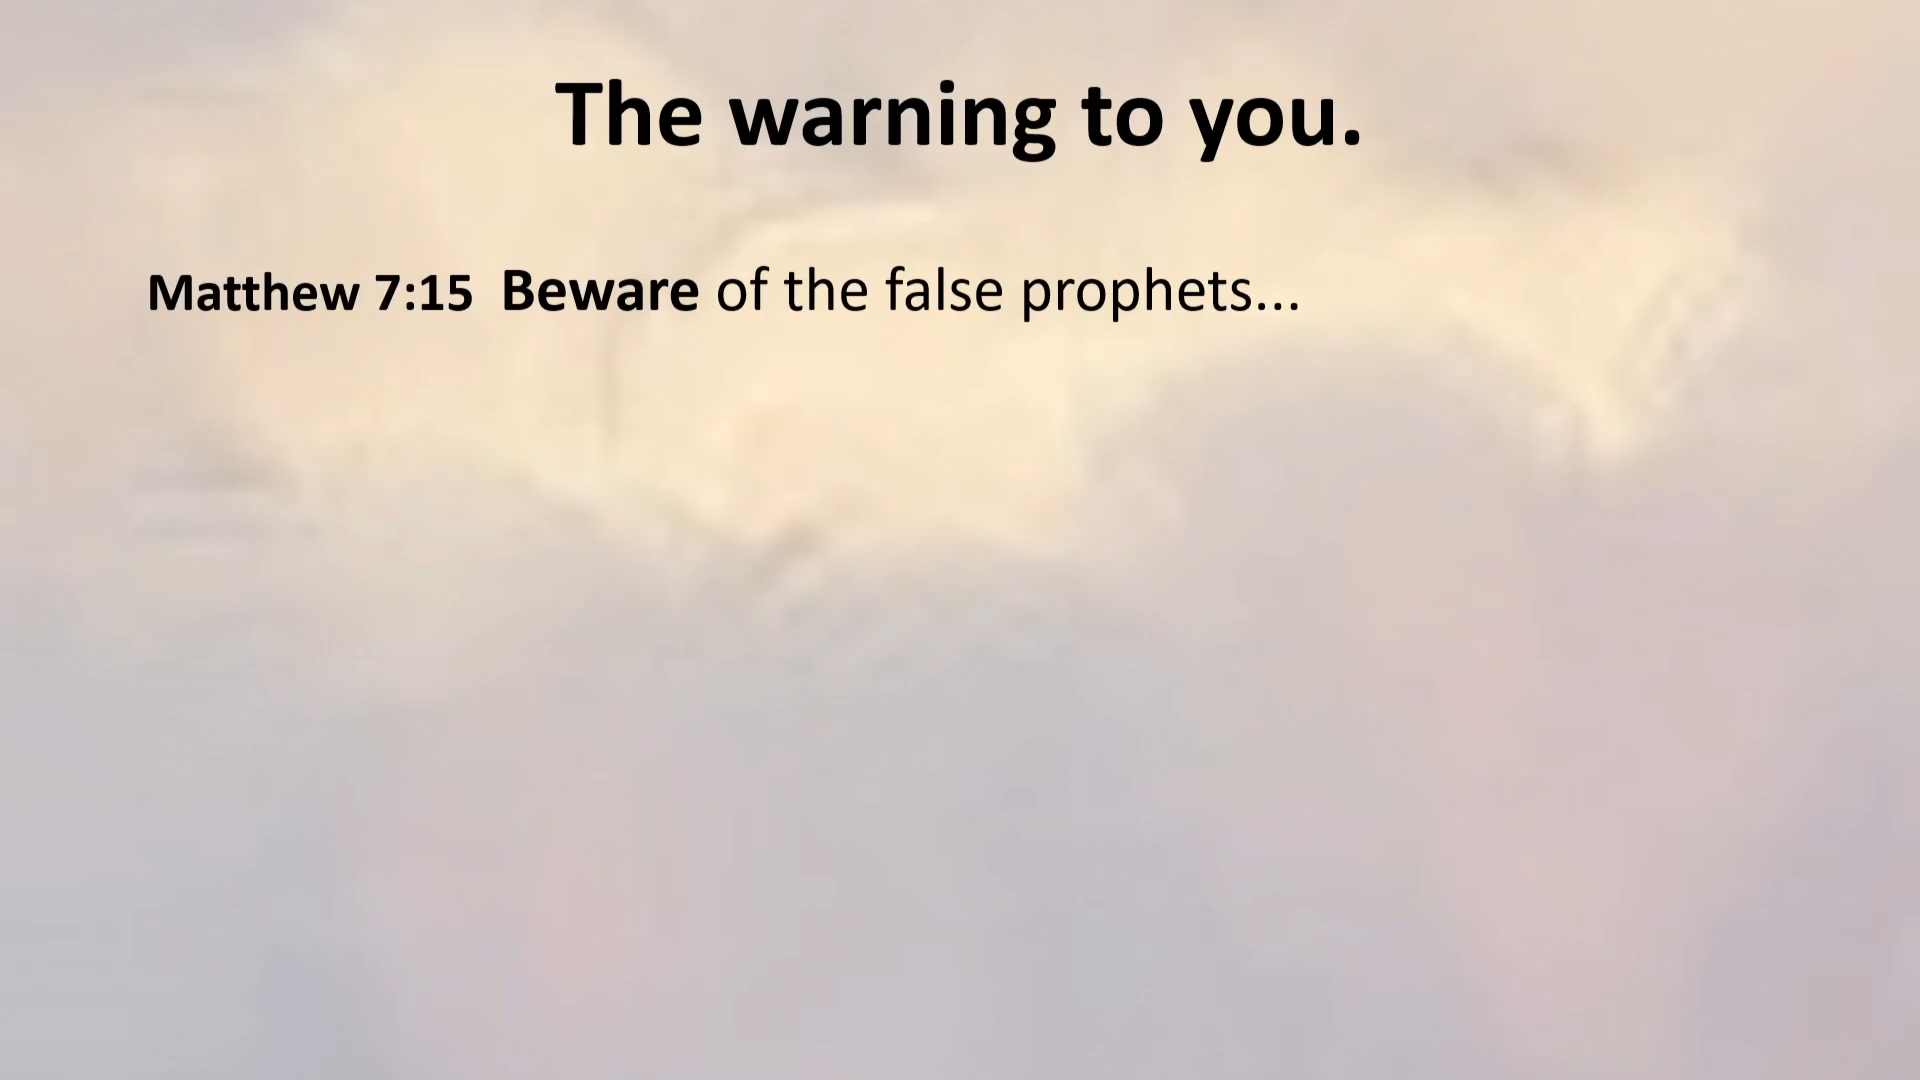 The warning to you.
Matthew 7:15 Beware of the false prophets...